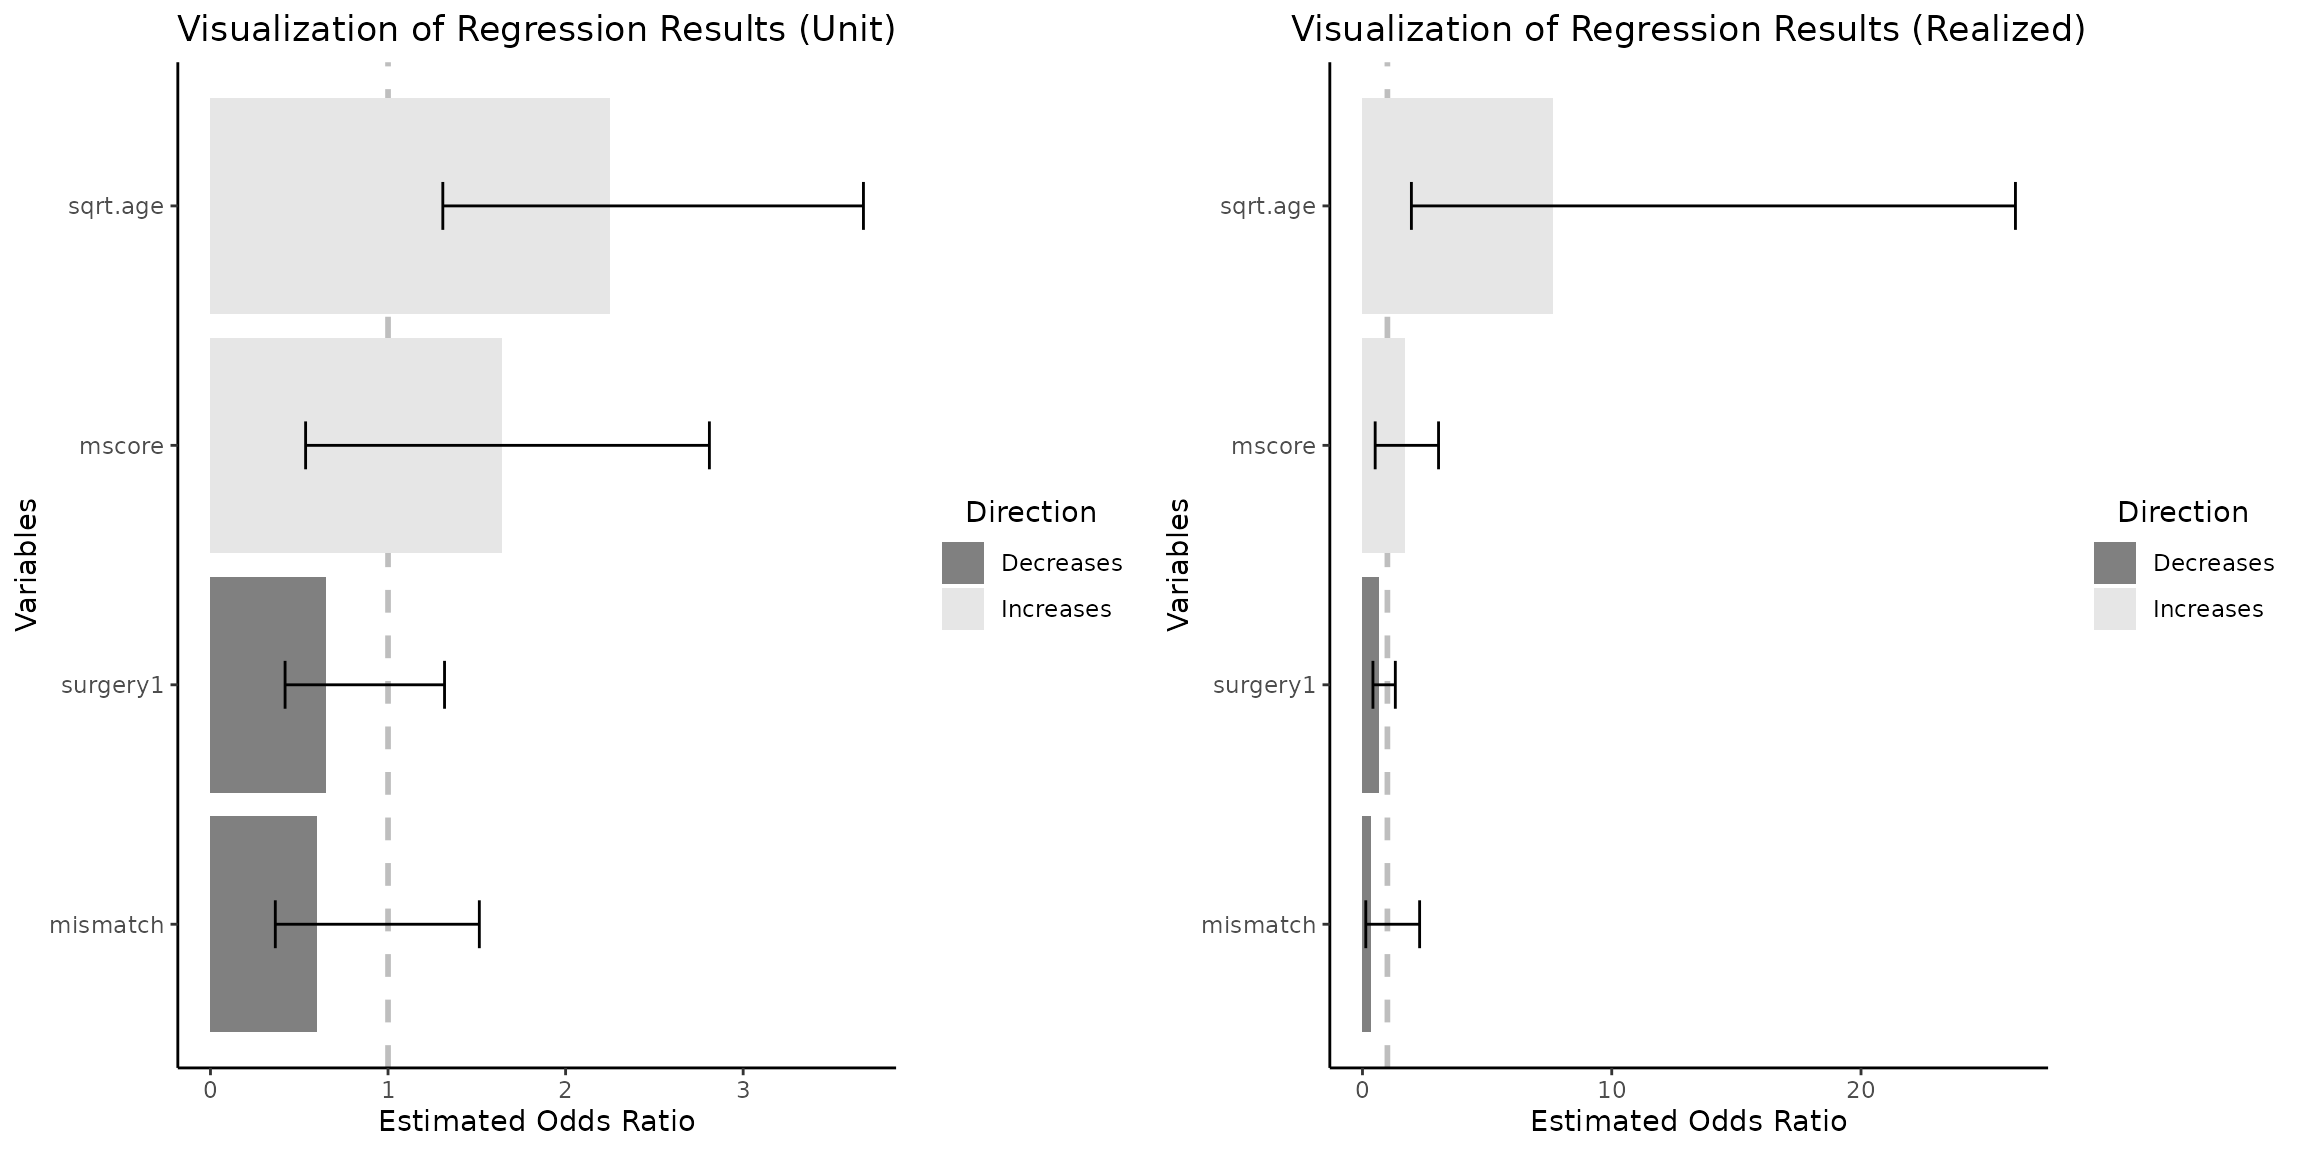 Visualization of Regression Results (Unit)
sqrt.age
mscore
surgery1
mismatch
Variables
0 1 2 3
Estimated Odds Ratio
Direction
Decreases
Increases
Visualization of Regression Results (Realized)
sqrt.age
mscore
surgery1
mismatch
Variables
0 10 20
Estimated Odds Ratio
Direction
Decreases
Increases